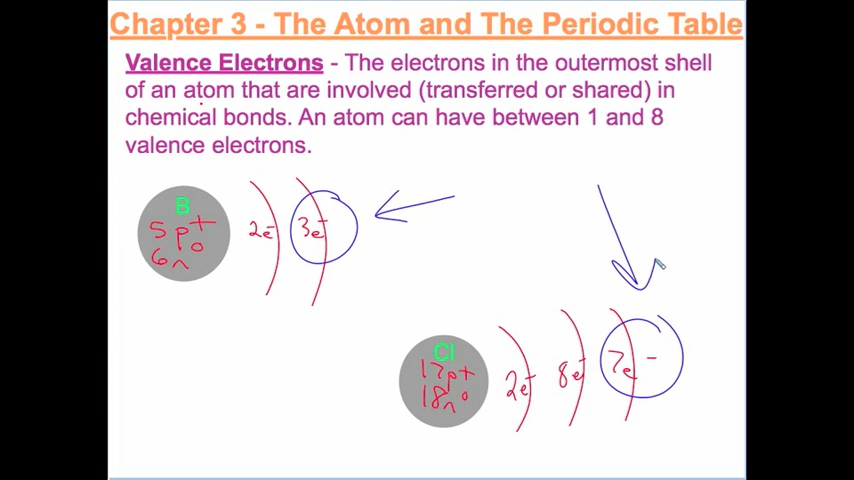 Chapter 3 - The Atom and The Periodic Table
Valence Electrons - The electrons in the outermost shell
of an atom that are involved (transferred or shared) in
chemical bonds. An atom can have between 1 and 8
valence electrons.
B
5p+
6n⁰
2e⁻ 3e⁻
Cl
17p+
18n⁰
2e⁻ 8e⁻ 7e⁻ -